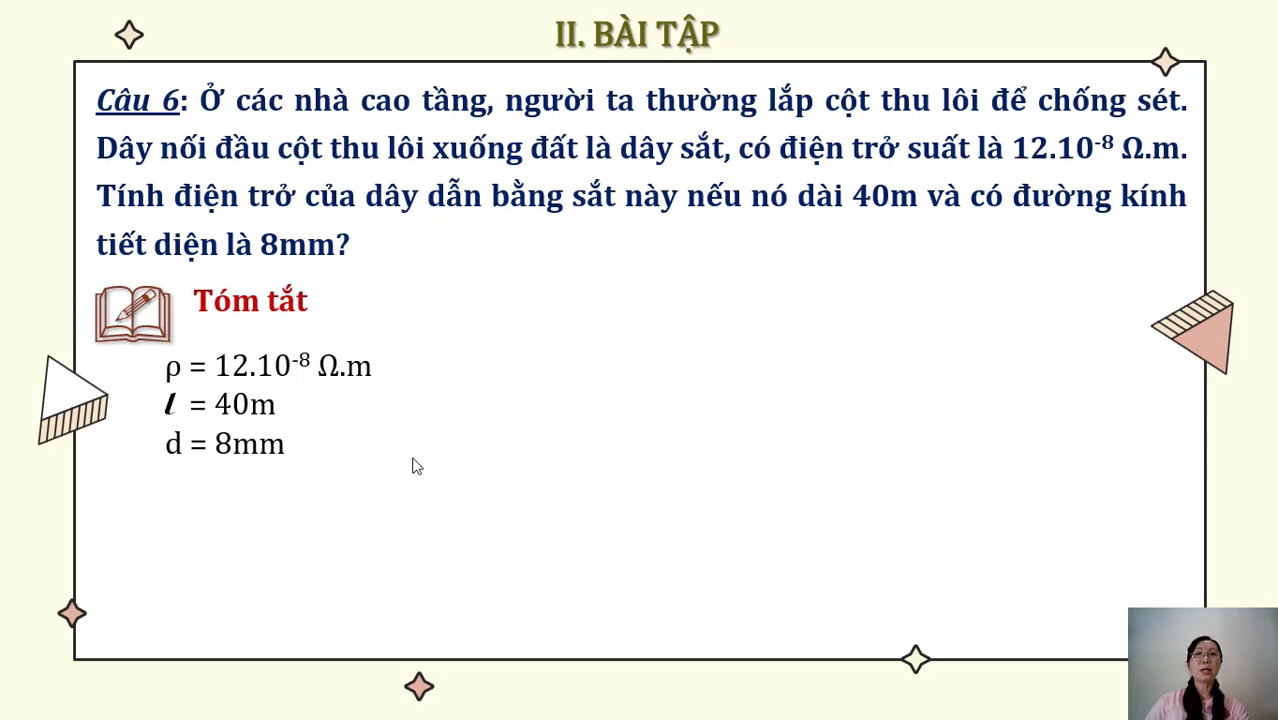 II. BÀI TẬP
Câu 6: Ở các nhà cao tầng, người ta thường lắp cột thu lôi để chống sét.
Dây nối đầu cột thu lôi xuống đất là dây sắt, có điện trở suất là 12.10⁻⁸ Ω.m.
Tính điện trở của dây dẫn bằng sắt này nếu nó dài 40m và có đường kính
tiết diện là 8mm?
Tóm tắt
ρ = 12.10⁻⁸ Ω.m
l = 40m
d = 8mm